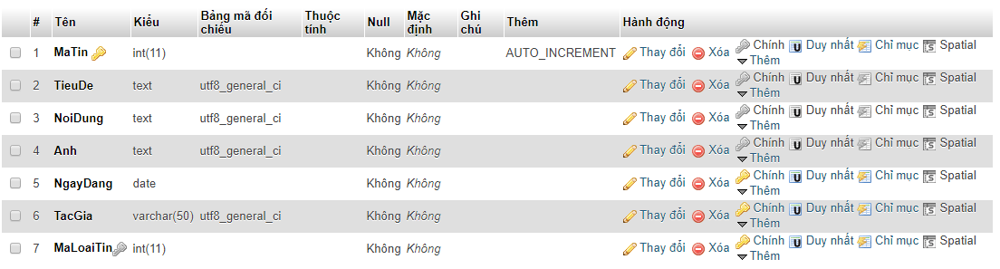 # Tên Kiểu Bảng mã đối chiếu Thuộc tính Null Mặc định Ghi chú Thêm Hành động
1 MaTin int(11) Không Không AUTO_INCREMENT Thay đổi Xóa Chính Duy nhất Chỉ mục Spatial
Thêm
2 TieuDe text utf8_general_ci Không Không Thay đổi Xóa Chính Duy nhất Chỉ mục Spatial
Thêm
3 NoiDung text utf8_general_ci Không Không Thay đổi Xóa Chính Duy nhất Chỉ mục Spatial
Thêm
4 Anh text utf8_general_ci Không Không Thay đổi Xóa Chính Duy nhất Chỉ mục Spatial
Thêm
5 NgayDang date Không Không Thay đổi Xóa Chính Duy nhất Chỉ mục Spatial
Thêm
6 TacGia varchar(50) utf8_general_ci Không Không Thay đổi Xóa Chính Duy nhất Chỉ mục Spatial
Thêm
7 MaLoaiTin int(11) Không Không Thay đổi Xóa Chính Duy nhất Chỉ mục Spatial
Thêm